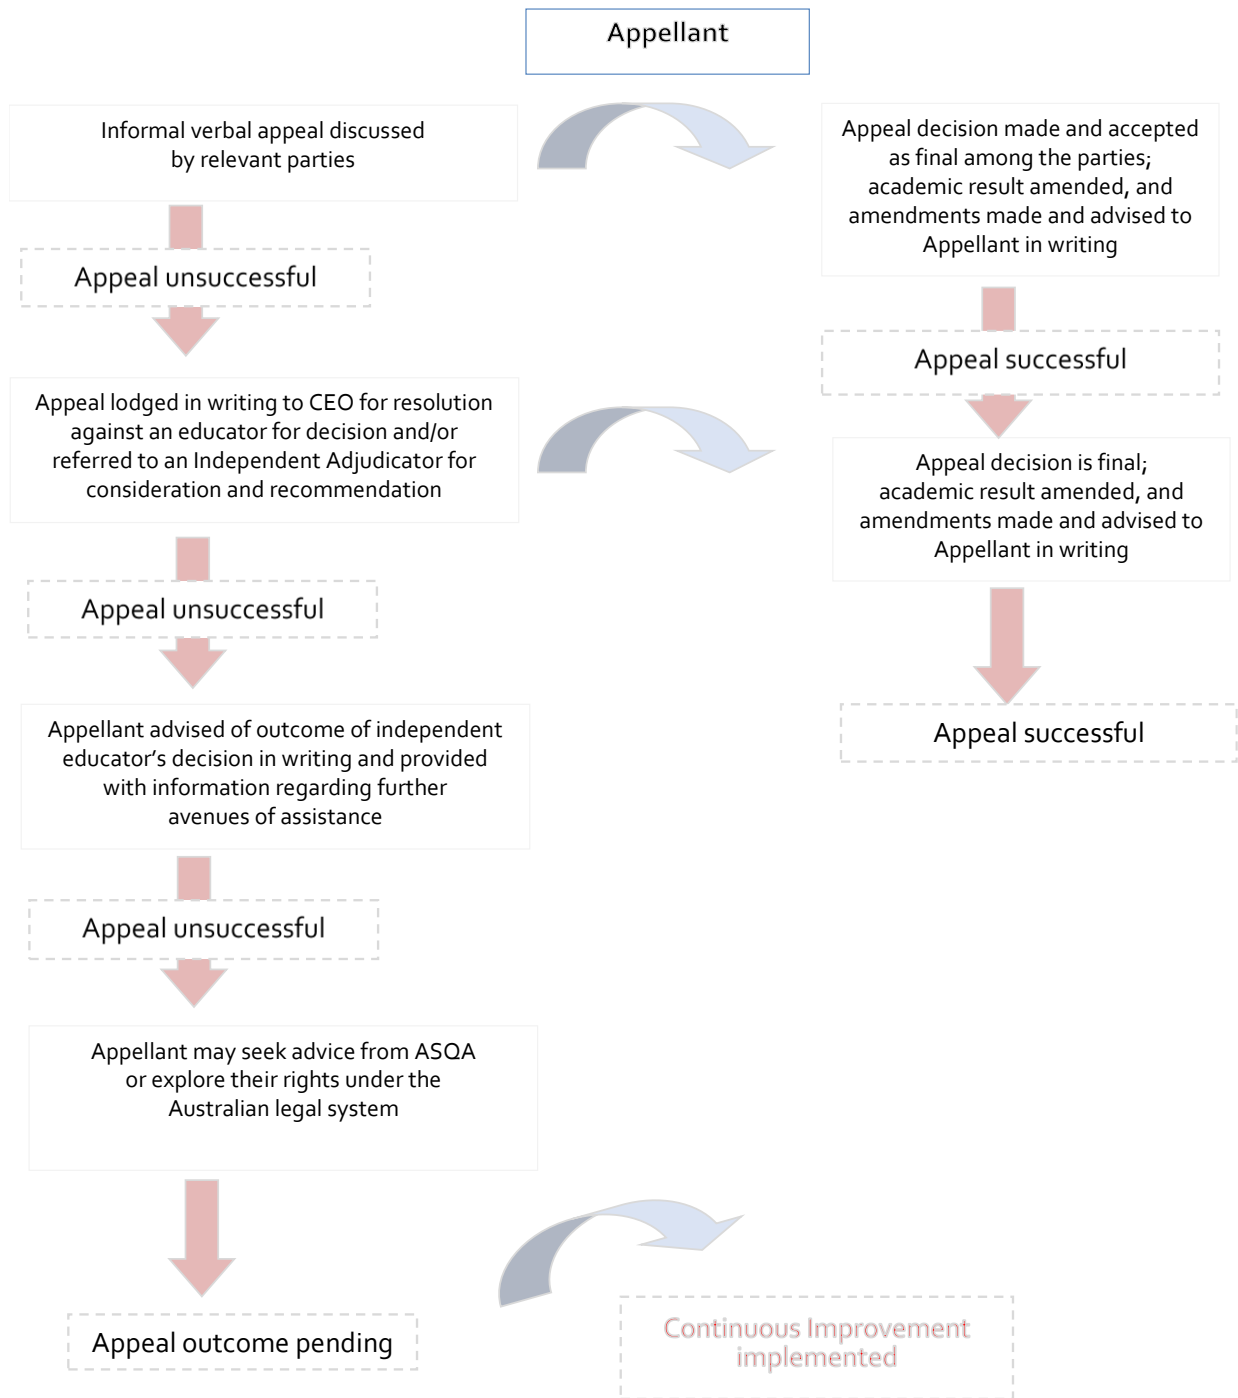 Appellant
Informal verbal appeal discussed
by relevant parties
Appeal decision made and accepted
as final among the parties;
academic result amended, and
amendments made and advised to
Appellant in writing
Appeal unsuccessful
Appeal successful
Appeal lodged in writing to CEO for resolution
against an educator for decision and/or
referred to an Independent Adjudicator for
consideration and recommendation
Appeal decision is final;
academic result amended, and
amendments made and advised to
Appellant in writing
Appeal unsuccessful
Appellant advised of outcome of independent
educator’s decision in writing and provided
with information regarding further
avenues of assistance
Appeal successful
Appeal unsuccessful
Appellant may seek advice from ASQA
or explore their rights under the
Australian legal system
Appeal outcome pending
Continuous Improvement
implemented